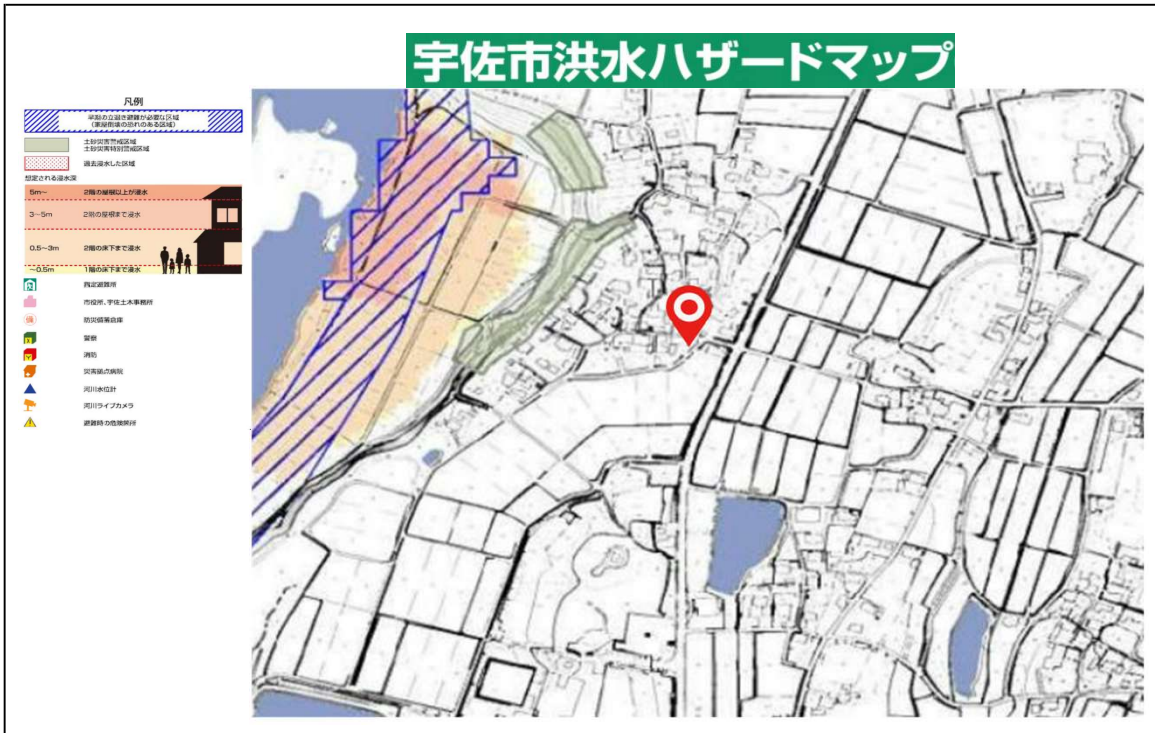 宇佐市洪水ハザードマップ
凡例
早期の立退き避難が必要な区域
(家屋倒壊の恐れのある区域)
土砂災害警戒区域
土砂災害特別警戒区域
過去浸水した区域
想定される浸水深
5m~ 2階の屋根以上が浸水
3~5m 2階の屋根まで浸水
0.5~3m 2階の床下まで浸水
~0.5m 1階の床下まで浸水
指定避難所
市役所、宇佐土木事務所
防災備蓄倉庫
警察
消防
災害拠点病院
河川水位計
河川ライブカメラ
避難時の危険箇所